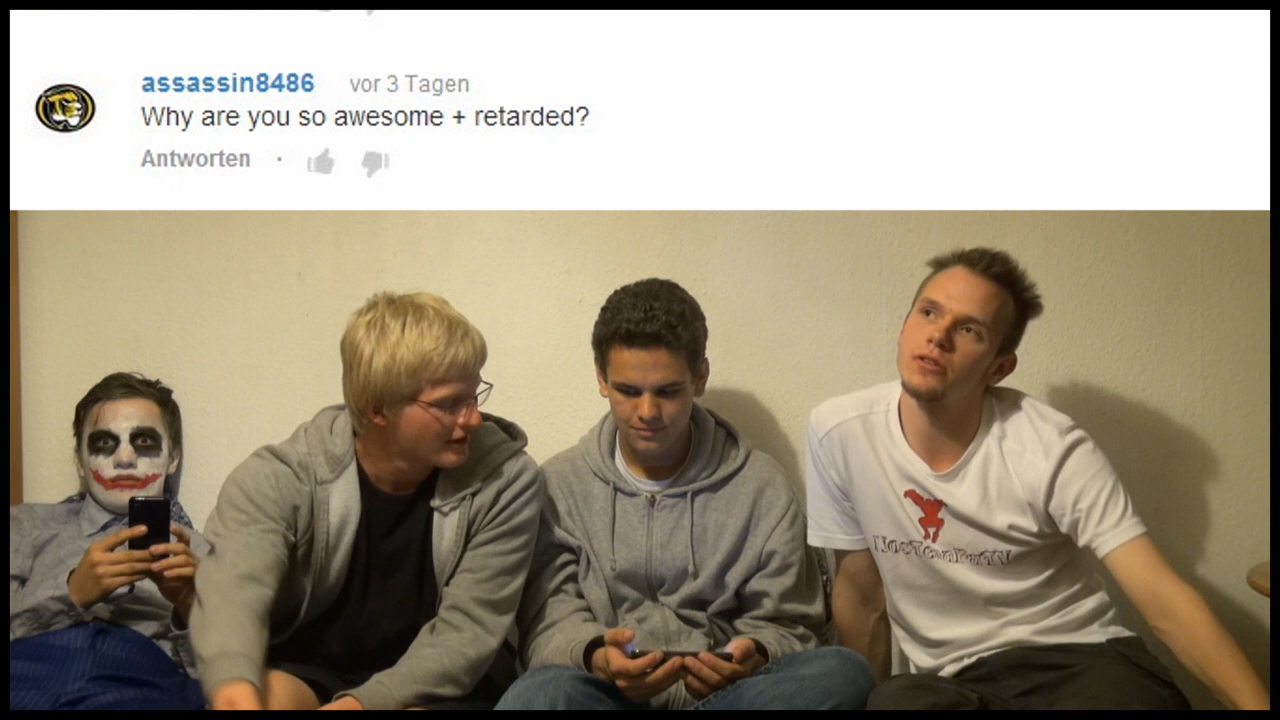 assassin8486 vor 3 Tagen
Why are you so awesome + retarded?
Antworten ·